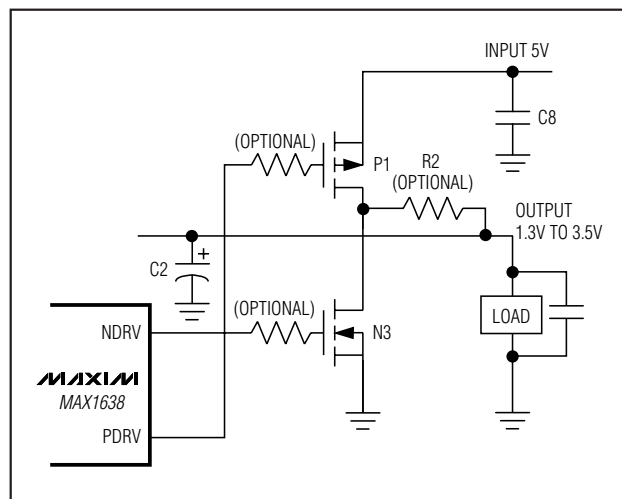 INPUT 5V
C8
(OPTIONAL)
P1
R2
(OPTIONAL)
OUTPUT
1.3V TO 3.5V
+
C2
(OPTIONAL)
NDRV
N3
LOAD
MAXIM
MAX1638
PDRV